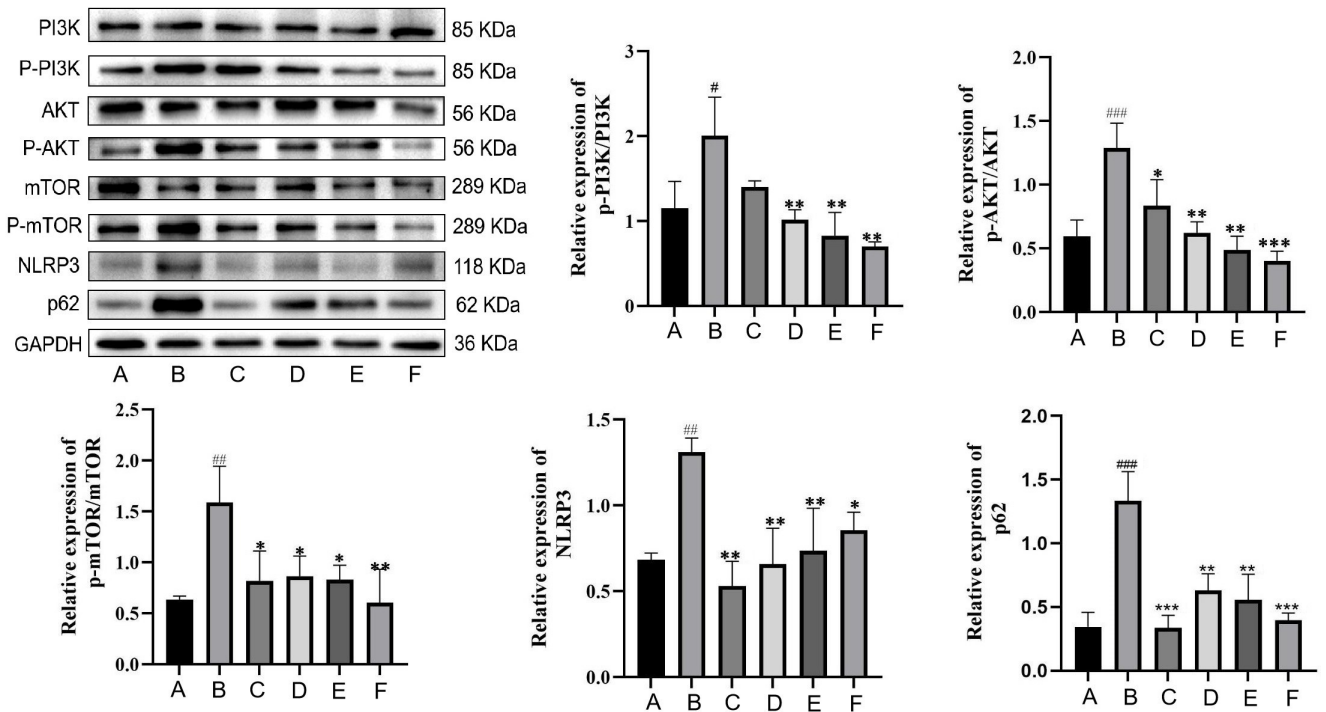 PI3K 85 KDa
P-PI3K 85 KDa
AKT 56 KDa
P-AKT 56 KDa
mTOR 289 KDa
P-mTOR 289 KDa
NLRP3 118 KDa
p62 62 KDa
GAPDH 36 KDa
A B C D E F
Relative expression of
p-PI3K/PI3K
3
2
1
0
#
** ** **
A B C D E F
Relative expression of
p-AKT/AKT
2.0
1.5
1.0
0.5
0.0
###
* ** ** ***
A B C D E F
Relative expression of
p-mTOR/mTOR
2.5
2.0
1.5
1.0
0.5
0.0
##
* * * **
A B C D E F
Relative expression of
NLRP3
1.5
1.0
0.5
0.0
##
** ** ** *
A B C D E F
Relative expression of
p62
2.0
1.5
1.0
0.5
0.0
###
*** ** ** ***
A B C D E F